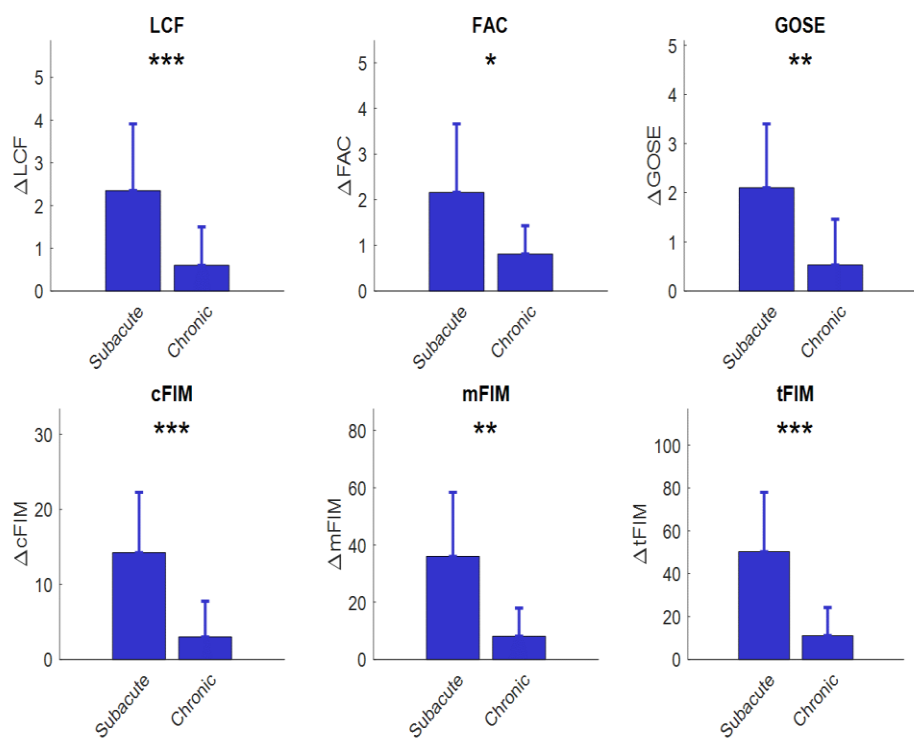 LCF
***
ΔLCF
5
4
3
2
1
0
Subacute
Chronic
FAC
*
ΔFAC
5
4
3
2
1
0
Subacute
Chronic
GOSE
**
ΔGOSE
5
4
3
2
1
0
Subacute
Chronic
cFIM
***
ΔcFIM
30
20
10
0
Subacute
Chronic
mFIM
**
ΔmFIM
80
60
40
20
0
Subacute
Chronic
tFIM
***
ΔtFIM
100
80
60
40
20
0
Subacute
Chronic